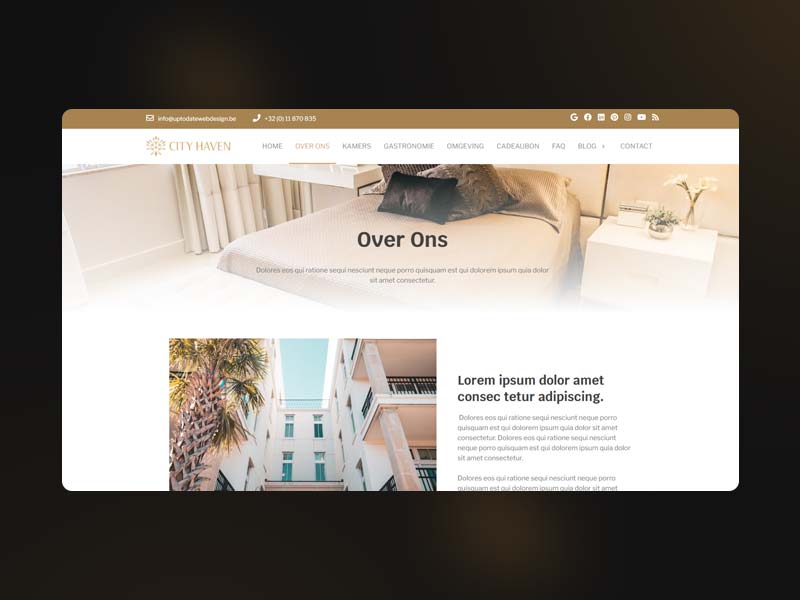 info@uptodatewebdesign.be +32 (0) 11 870 835
CITY HAVEN HOME OVER ONS KAMERS GASTRONOMIE OMGEVING CADEAUBON FAQ BLOG CONTACT
Over Ons
Dolores eos qui ratione sequi nesciunt neque porro quisquam est qui dolorem ipsum quia dolor
sit amet consectetur.
Lorem ipsum dolor amet
consec tetur adipiscing.
Dolores eos qui ratione sequi nesciunt neque porro
quisquam est qui dolorem ipsum quia dolor sit amet
consectetur. Dolores eos qui ratione sequi nesciunt
neque porro quisquam est qui dolorem ipsum quia dolor
sit amet consectetur.
Dolores eos qui ratione sequi nesciunt neque porro
quisquam est qui dolorem ipsum quia dolor sit amet